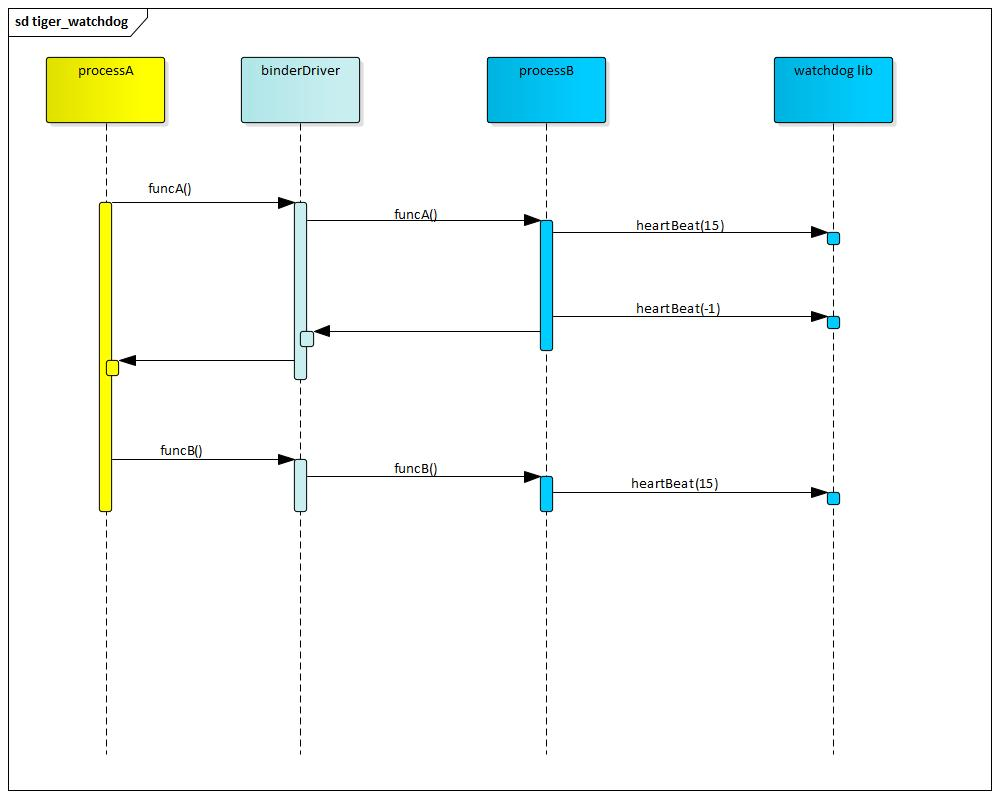 sd tiger_watchdog
processA
binderDriver
processB
watchdog lib
funcA()
funcA()
heartBeat(15)
heartBeat(-1)
funcB()
funcB()
heartBeat(15)